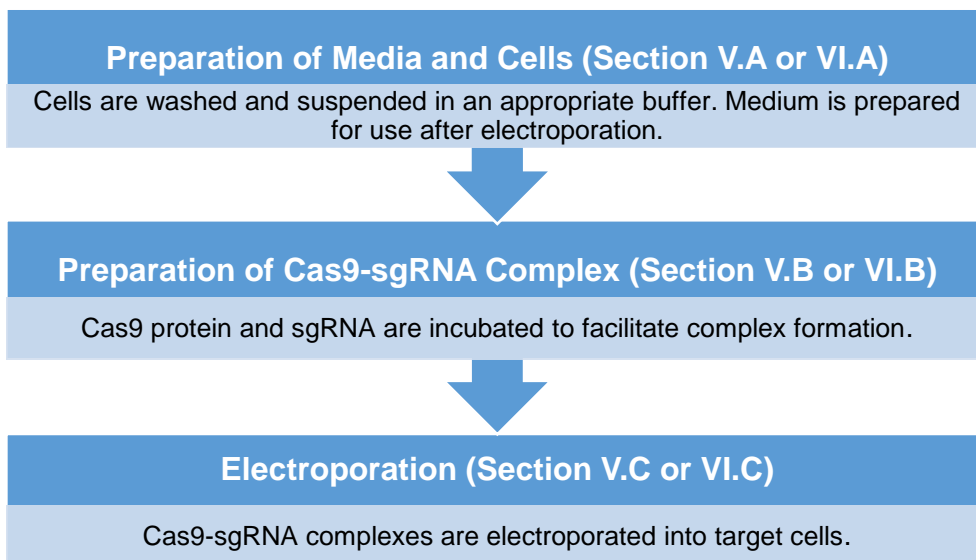 Preparation of Media and Cells (Section V.A or VI.A)
Cells are washed and suspended in an appropriate buffer. Medium is prepared
for use after electroporation.
Preparation of Cas9-sgRNA Complex (Section V.B or VI.B)
Cas9 protein and sgRNA are incubated to facilitate complex formation.
Electroporation (Section V.C or VI.C)
Cas9-sgRNA complexes are electroporated into target cells.